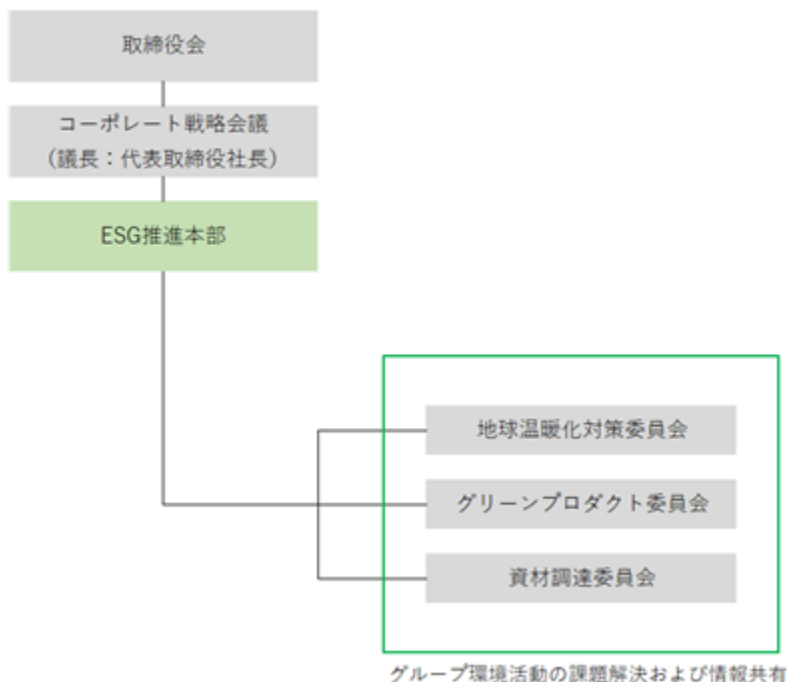 取締役会
コーポレート戦略会議
（議長：代表取締役社長）
ESG推進本部
地球温暖化対策委員会
グリーンプロダクト委員会
資材調達委員会
グループ環境活動の課題解決および情報共有